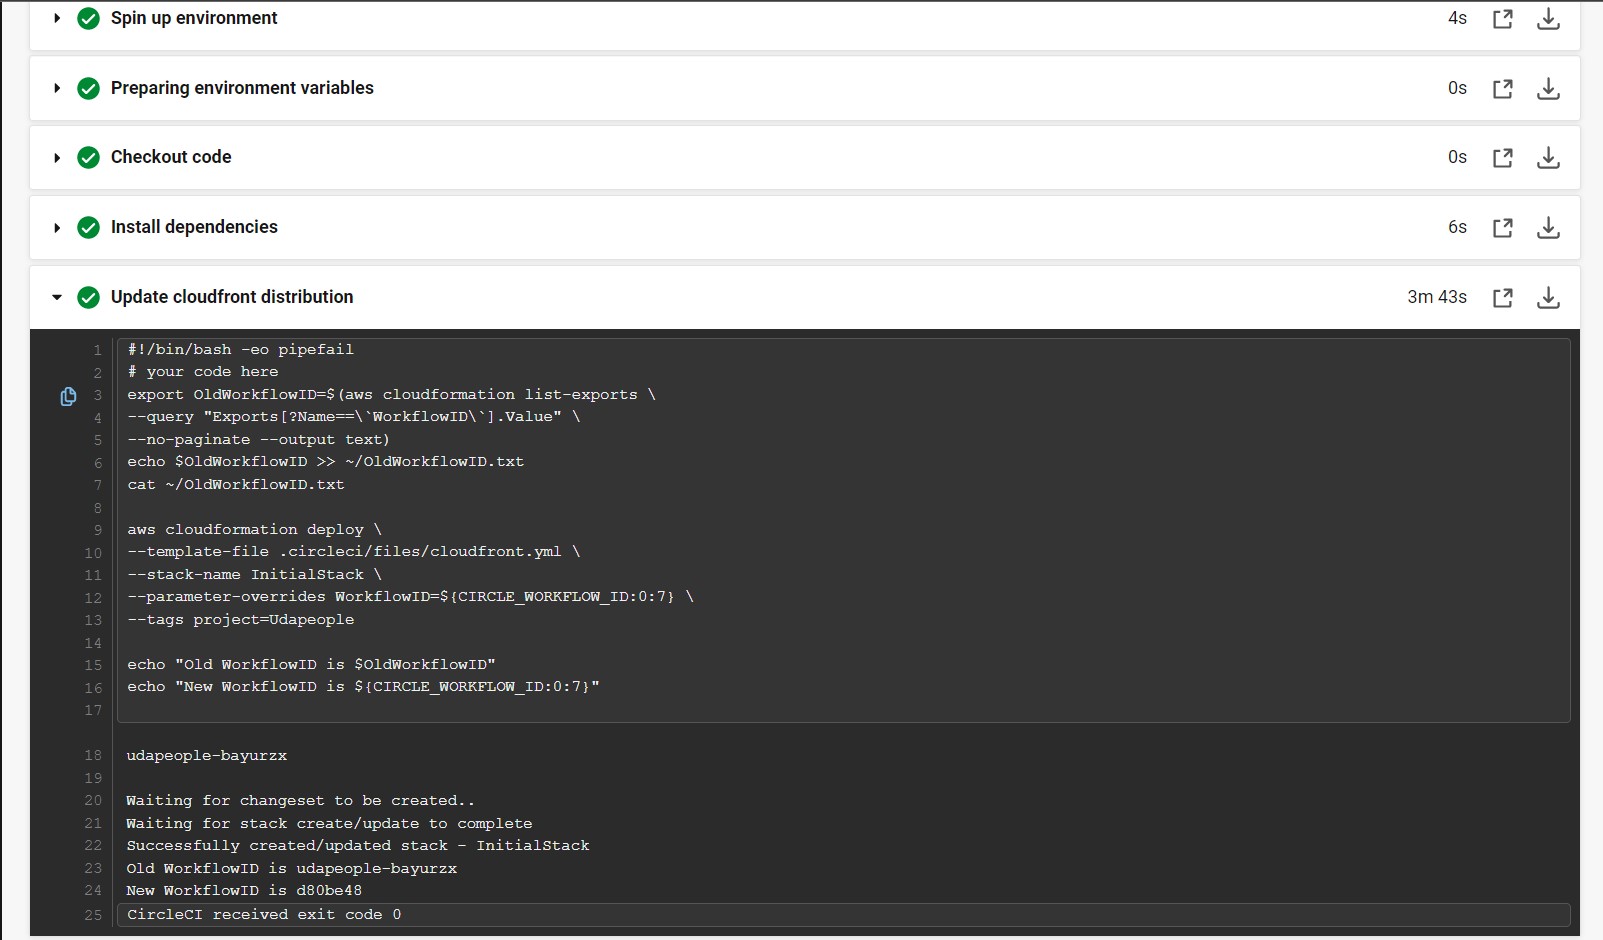 Spin up environment 4s
Preparing environment variables 0s
Checkout code 0s
Install dependencies 6s
Update cloudfront distribution 3m 43s
1 #!/bin/bash -eo pipefail
2 # your code here
3 export OldWorkflowID=$(aws cloudformation list-exports \
4 --query "Exports[?Name==\`WorkflowID\`].Value" \
5 --no-paginate --output text)
6 echo $OldWorkflowID >> ~/OldWorkflowID.txt
7 cat ~/OldWorkflowID.txt
8
9 aws cloudformation deploy \
10 --template-file .circleci/files/cloudfront.yml \
11 --stack-name InitialStack \
12 --parameter-overrides WorkflowID=${CIRCLE_WORKFLOW_ID:0:7} \
13 --tags project=Udapeople
14
15 echo "Old WorkflowID is $OldWorkflowID"
16 echo "New WorkflowID is ${CIRCLE_WORKFLOW_ID:0:7}"
17
18 udapeople-bayurzx
19
20 Waiting for changeset to be created..
21 Waiting for stack create/update to complete
22 Successfully created/updated stack - InitialStack
23 Old WorkflowID is udapeople-bayurzx
24 New WorkflowID is d80be48
25 CircleCI received exit code 0